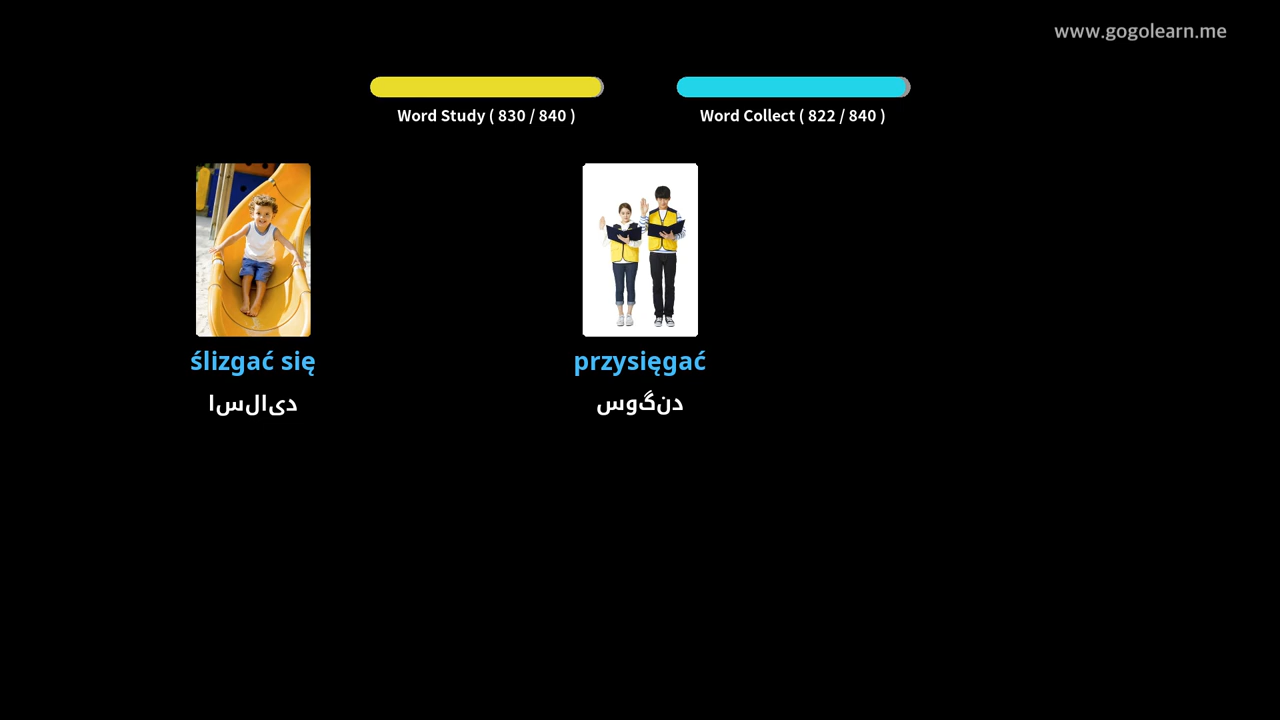 www.gogolearn.me
Word Study ( 830 / 840 )
Word Collect ( 822 / 840 )
ślizgać się
przysięgać
دیالسا
دنگوس